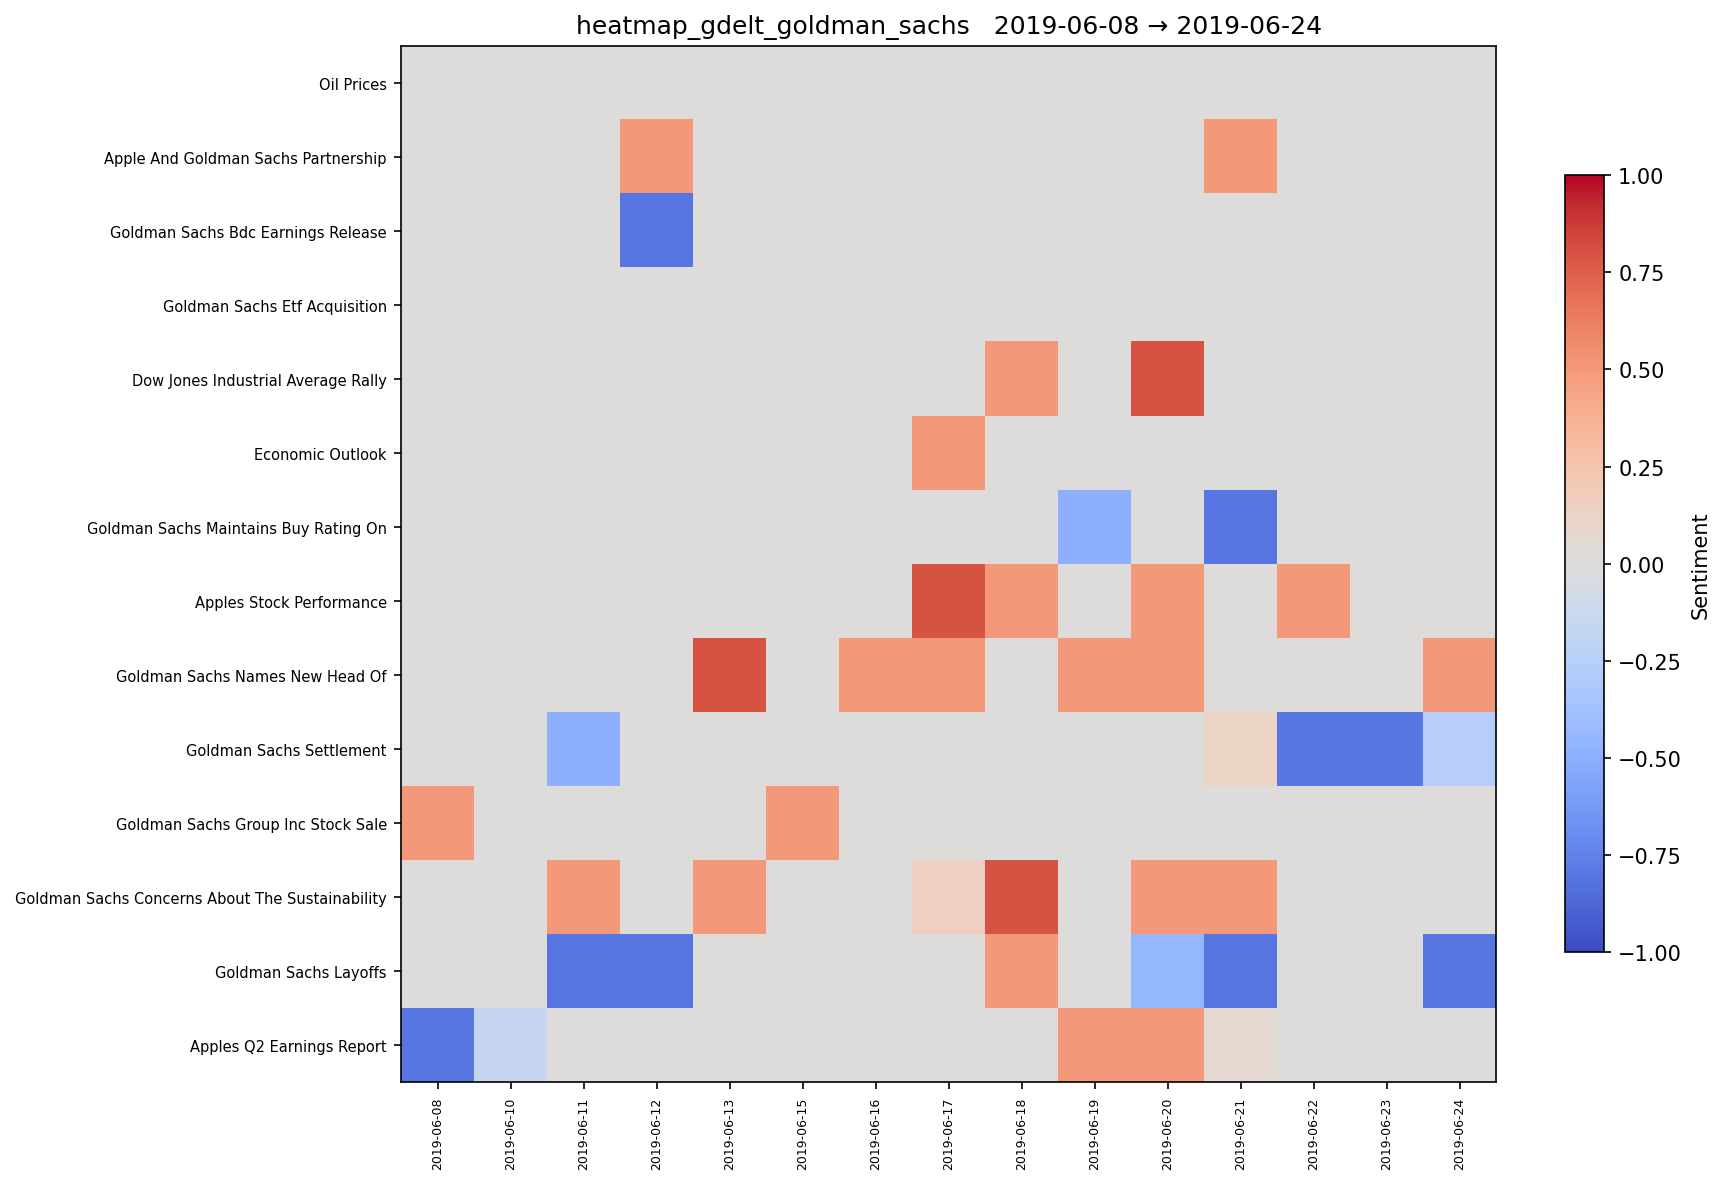 heatmap_gdelt_goldman_sachs   2019-06-08 → 2019-06-24
Oil Prices
Apple And Goldman Sachs Partnership
Goldman Sachs Bdc Earnings Release
Goldman Sachs Etf Acquisition
Dow Jones Industrial Average Rally
Economic Outlook
Goldman Sachs Maintains Buy Rating On
Apples Stock Performance
Goldman Sachs Names New Head Of
Goldman Sachs Settlement
Goldman Sachs Group Inc Stock Sale
Goldman Sachs Concerns About The Sustainability
Goldman Sachs Layoffs
Apples Q2 Earnings Report
2019-06-08
2019-06-10
2019-06-11
2019-06-12
2019-06-13
2019-06-15
2019-06-16
2019-06-17
2019-06-18
2019-06-19
2019-06-20
2019-06-21
2019-06-22
2019-06-23
2019-06-24
1.00
0.75
0.50
0.25
0.00
−0.25
−0.50
−0.75
−1.00
Sentiment